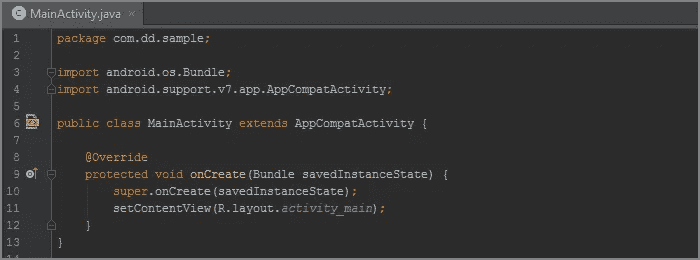 MainActivity.java
1 package com.dd.sample;
2
3 import android.os.Bundle;
4 import android.support.v7.app.AppCompatActivity;
5
6 public class MainActivity extends AppCompatActivity {
7
8 @Override
9 protected void onCreate(Bundle savedInstanceState) {
10 super.onCreate(savedInstanceState);
11 setContentView(R.layout.activity_main);
12 }
13 }